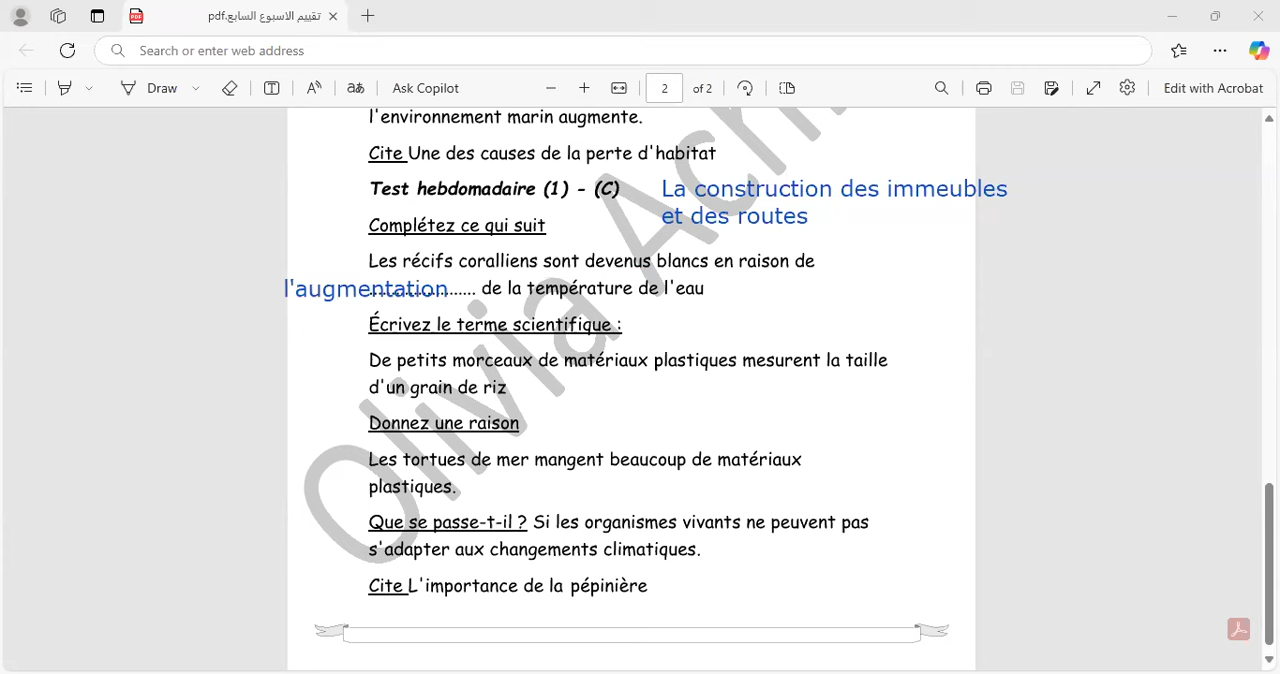 تقييم الاسبوع السابع.pdf
Search or enter web address
Draw
Ask Copilot
2 of 2
Edit with Acrobat
l'environnement marin augmente.
Cite Une des causes de la perte d'habitat
Test hebdomadaire (1) - (C)
La construction des immeubles
et des routes
Complétez ce qui suit
Les récifs coralliens sont devenus blancs en raison de
l'augmentation..................... de la température de l'eau
Écrivez le terme scientifique :
De petits morceaux de matériaux plastiques mesurent la taille
d'un grain de riz
Donnez une raison
Les tortues de mer mangent beaucoup de matériaux
plastiques.
Que se passe-t-il ? Si les organismes vivants ne peuvent pas
s'adapter aux changements climatiques.
Cite L'importance de la pépinière
Olivia